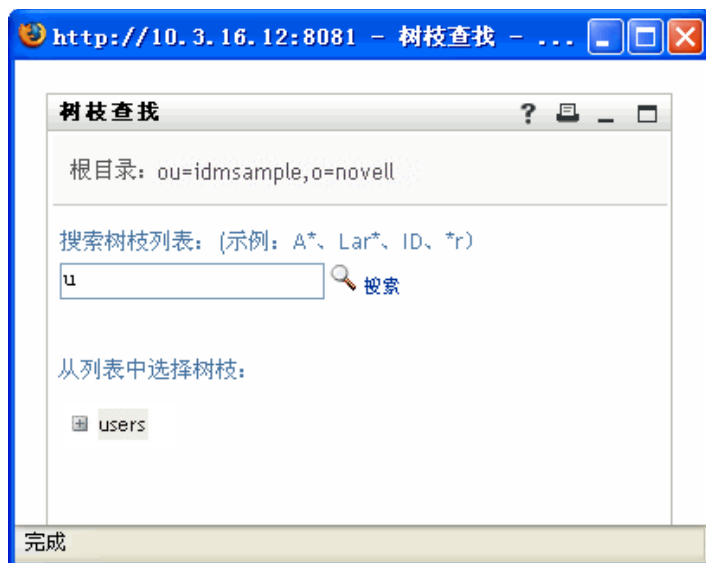 http://10.3.16.12:8081 - 树枝查找 - ...
树枝查找
根目录: ou=idmsample,o=novell
搜索树枝列表: (示例: A*、Lar*、ID、*r)
u
搜索
从列表中选择树枝:
users
完成